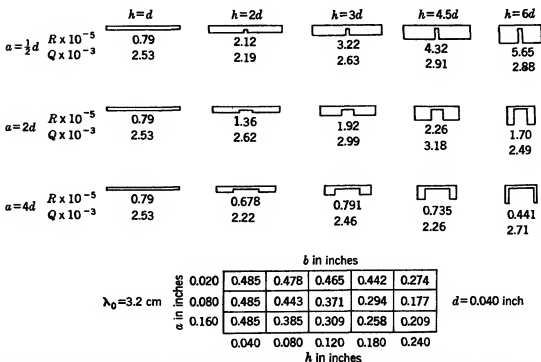 h=d h=2d h=3d h=4.5d h=6d
a=½d R x 10⁻⁵ 0.79 2.12 3.22 4.32 5.65
Q x 10⁻³ 2.53 2.19 2.63 2.91 2.88
a=2d R x 10⁻⁵ 0.79 1.36 1.92 2.26 1.70
Q x 10⁻³ 2.53 2.62 2.99 3.18 2.49
a=4d R x 10⁻⁵ 0.79 0.678 0.791 0.735 0.441
Q x 10⁻³ 2.53 2.22 2.46 2.26 2.71
b in inches
0.020 0.485 0.478 0.465 0.442 0.274
λ₀=3.2 cm a in inches 0.080 0.485 0.443 0.371 0.294 0.177 d=0.040 inch
0.160 0.485 0.385 0.309 0.258 0.209
0.040 0.080 0.120 0.180 0.240
h in inches